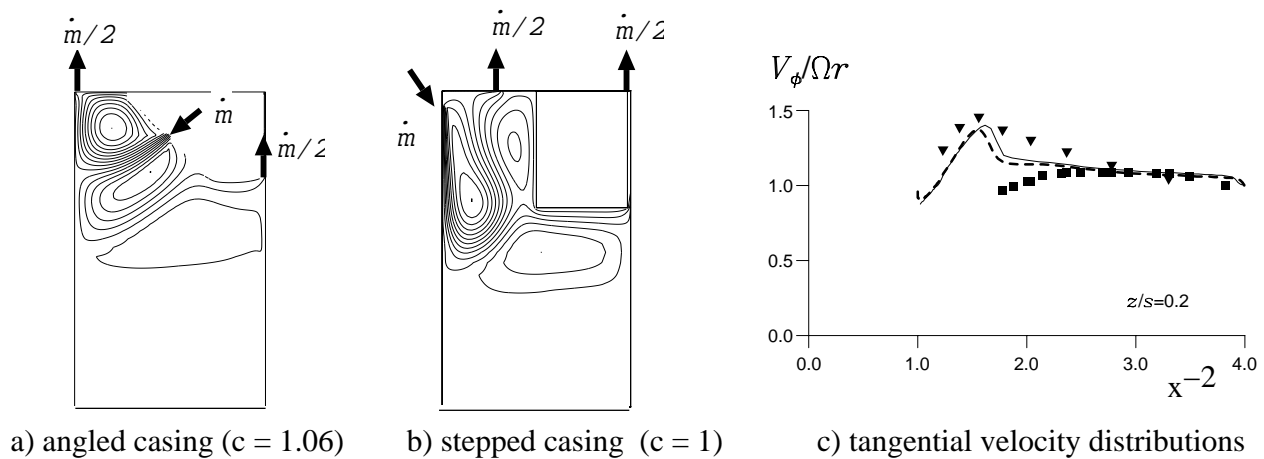 ṁ/2
ṁ
ṁ/2
ṁ/2
ṁ/2
ṁ
V_ϕ/Ωr
1.5
1.0
0.5
0.0
z/s=0.2
0.0 1.0 2.0 3.0 4.0
x⁻²
a) angled casing (c = 1.06) b) stepped casing (c = 1) c) tangential velocity distributions